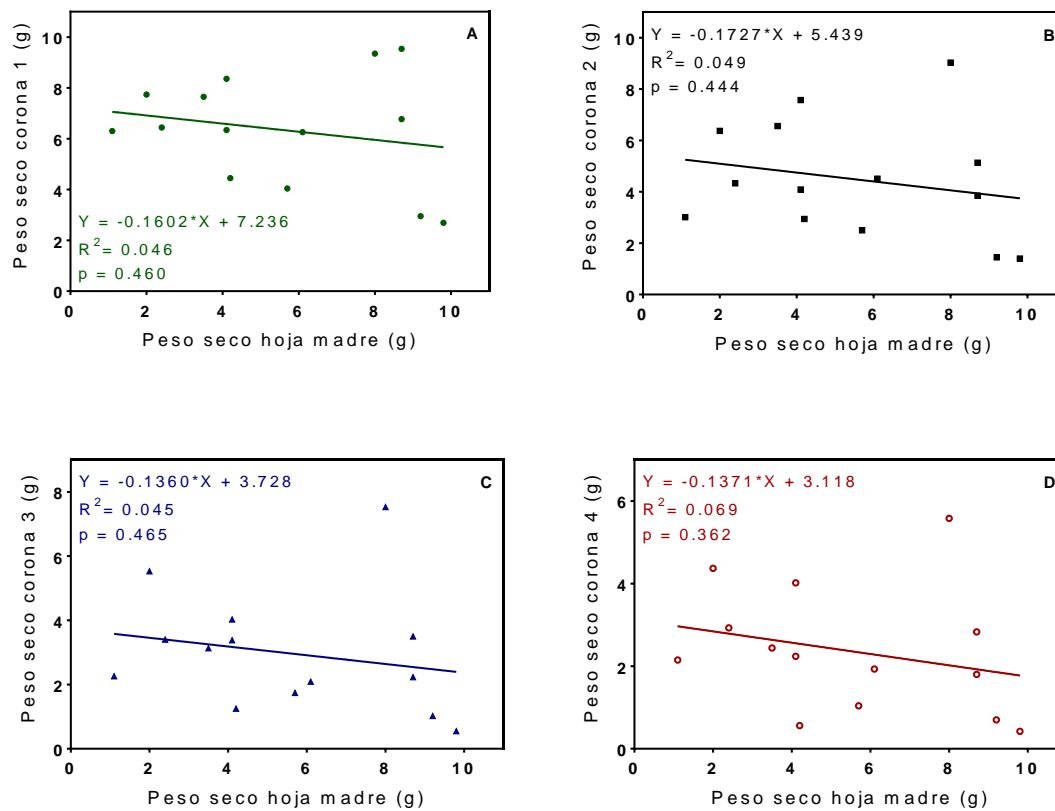 A
Peso seco corona 1 (g)
10
8
6
4
2
0
Y = -0.1602*X + 7.236
R²= 0.046
p = 0.460
0 2 4 6 8 10
Peso seco hoja madre (g)
B
Y = -0.1727*X + 5.439
R²= 0.049
p = 0.444
Peso seco corona 2 (g)
10
8
6
4
2
0
0 2 4 6 8 10
Peso seco hoja madre (g)
C
Y = -0.1360*X + 3.728
R²= 0.045
p = 0.465
Peso seco corona 3 (g)
8
6
4
2
0
0 2 4 6 8 10
Peso seco hoja madre (g)
D
Y = -0.1371*X + 3.118
R²= 0.069
p = 0.362
Peso seco corona 4 (g)
6
4
2
0
0 2 4 6 8 10
Peso seco hoja madre (g)